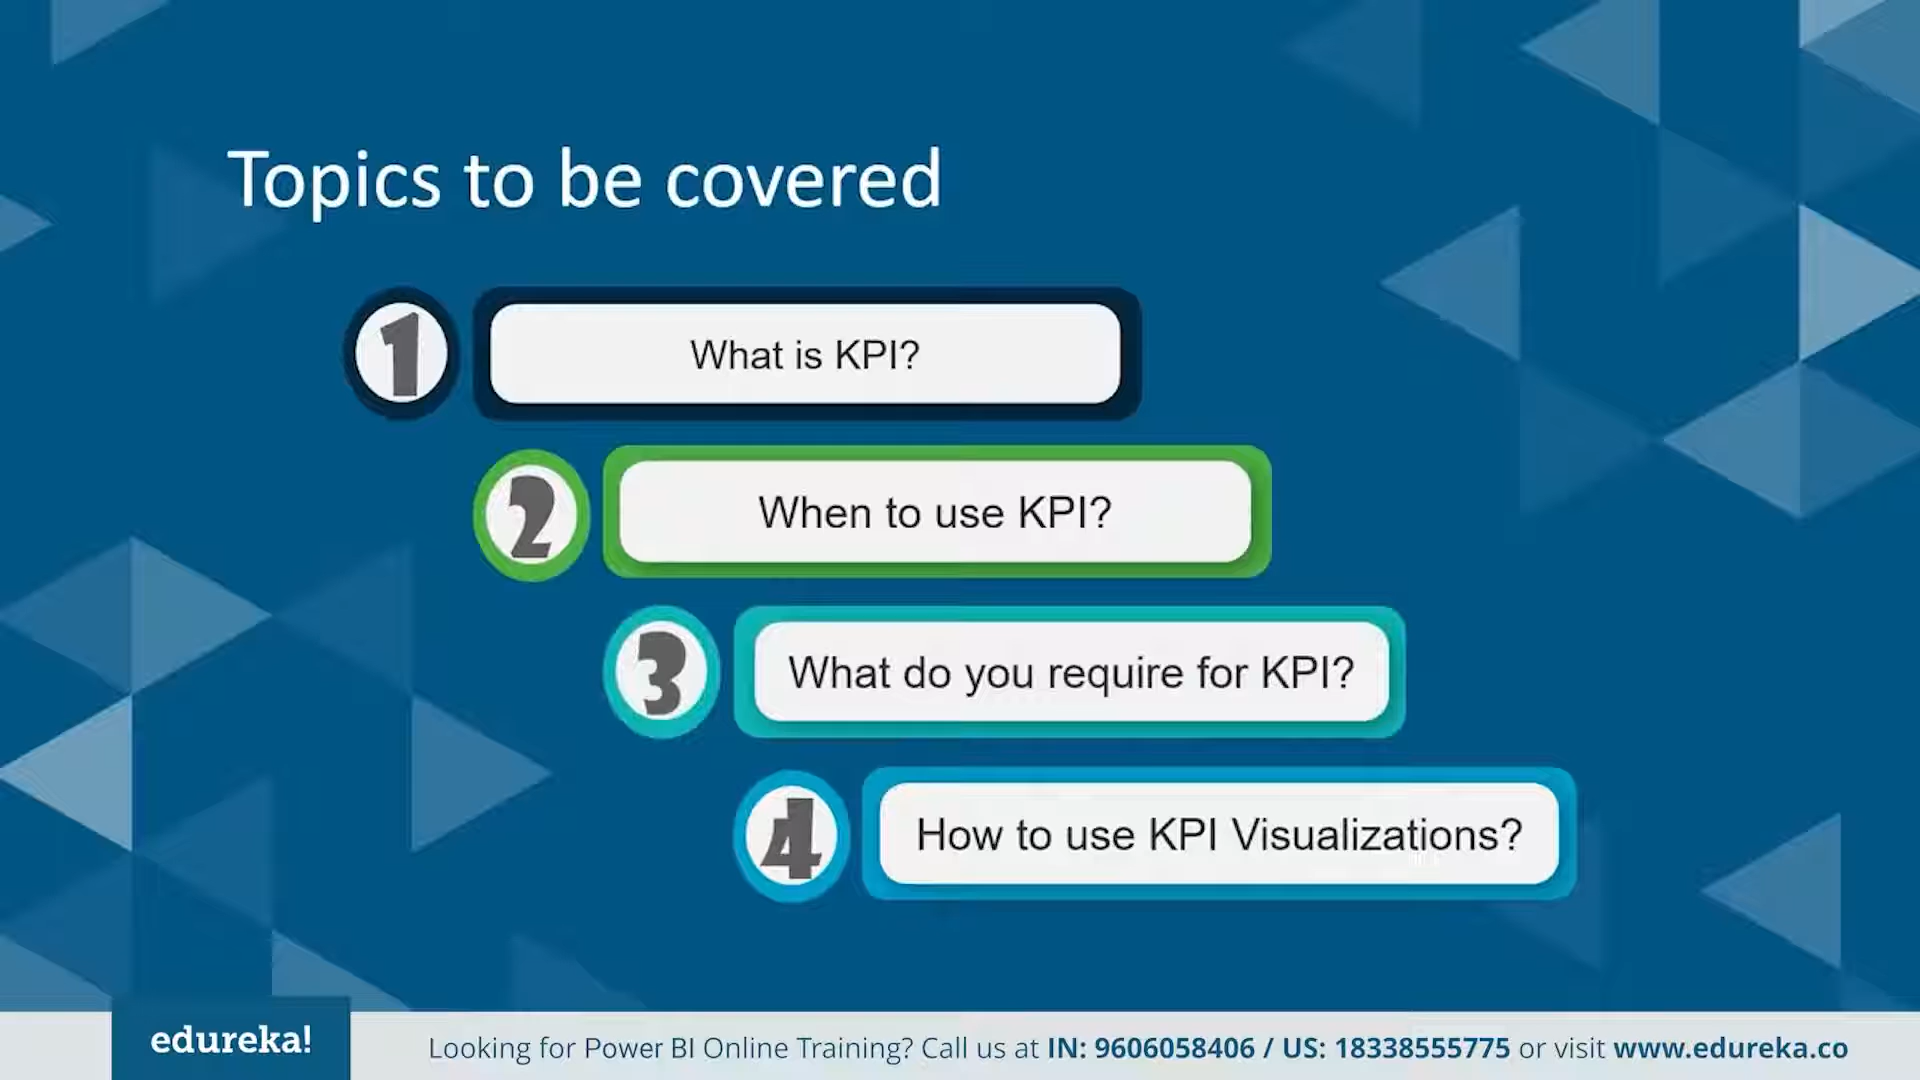 Topics to be covered
1
What is KPI?
2
When to use KPI?
3
What do you require for KPI?
4
How to use KPI Visualizations?
edureka!
Looking for Power BI Online Training? Call us at IN: 9606058406 / US: 18338555775 or visit www.edureka.co